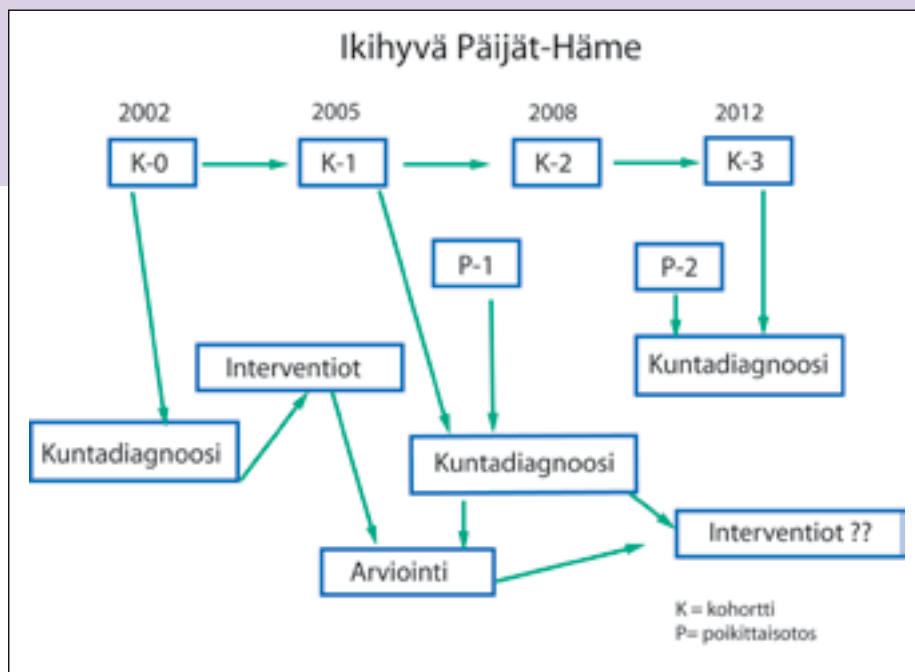 Ikihyvä Päijät-Häme
2002 2005 2008 2012
K-0 K-1 K-2 K-3
P-1 P-2
Interventiot Kuntadiagnoosi
Kuntadiagnoosi Kuntadiagnoosi
Interventiot ??
Arviointi
K = kohortti
P= poikittaisotos